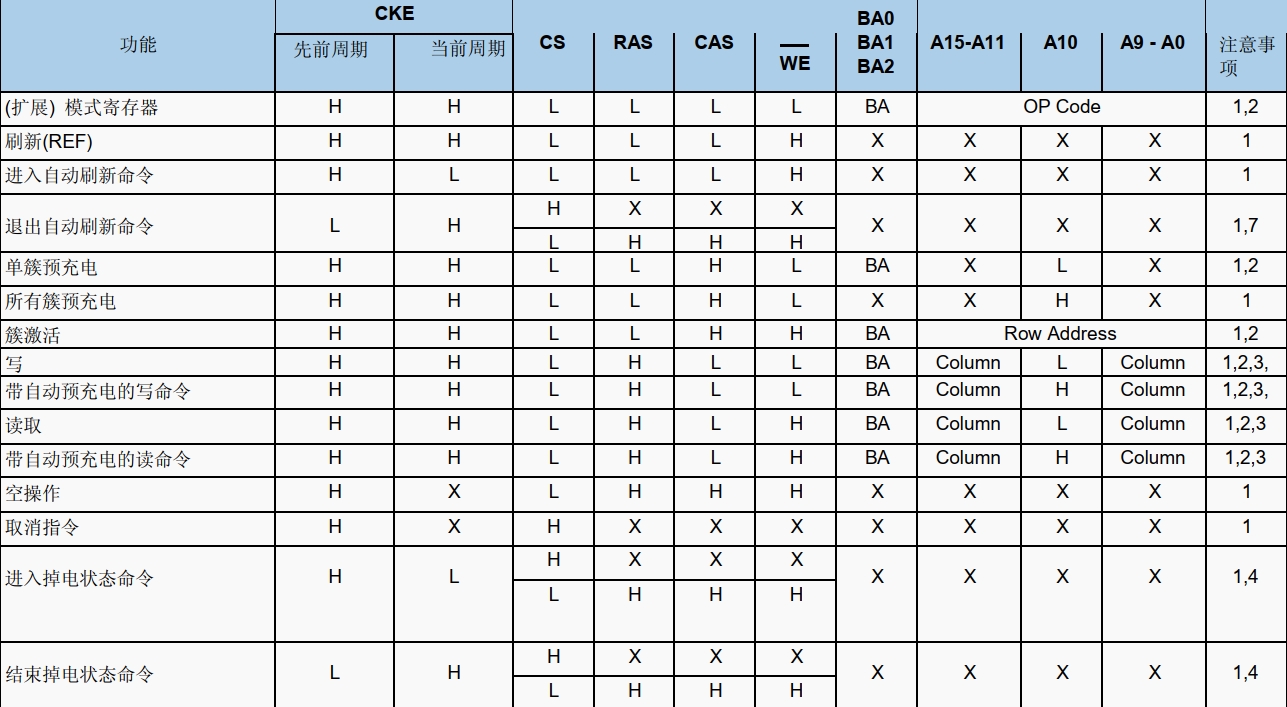 功能 CKE CS RAS CAS WE BA0 BA1 BA2 A15-A11 A10 A9 - A0 注意事项
先前周期 当前周期
(扩展) 模式寄存器 H H L L L L BA OP Code 1,2
刷新(REF) H H L L L H X X X X 1
进入自动刷新命令 H L L L L H X X X X 1
退出自动刷新命令 L H H X X X X X X X 1,7
L H H H
单簇预充电 H H L L H L BA X L X 1,2
所有簇预充电 H H L L H L X X H X 1
簇激活 H H L L H H BA Row Address 1,2
写 H H L H L L BA Column L Column 1,2,3,
带自动预充电的写命令 H H L H L L BA Column H Column 1,2,3,
读取 H H L H L H BA Column L Column 1,2,3
带自动预充电的读命令 H H L H L H BA Column H Column 1,2,3
空操作 H X L H H H X X X X 1
取消指令 H X H X X X X X X X 1
进入掉电状态命令 H L H X X X X X X X 1,4
L H H H
结束掉电状态命令 L H H X X X X X X X 1,4
L H H H